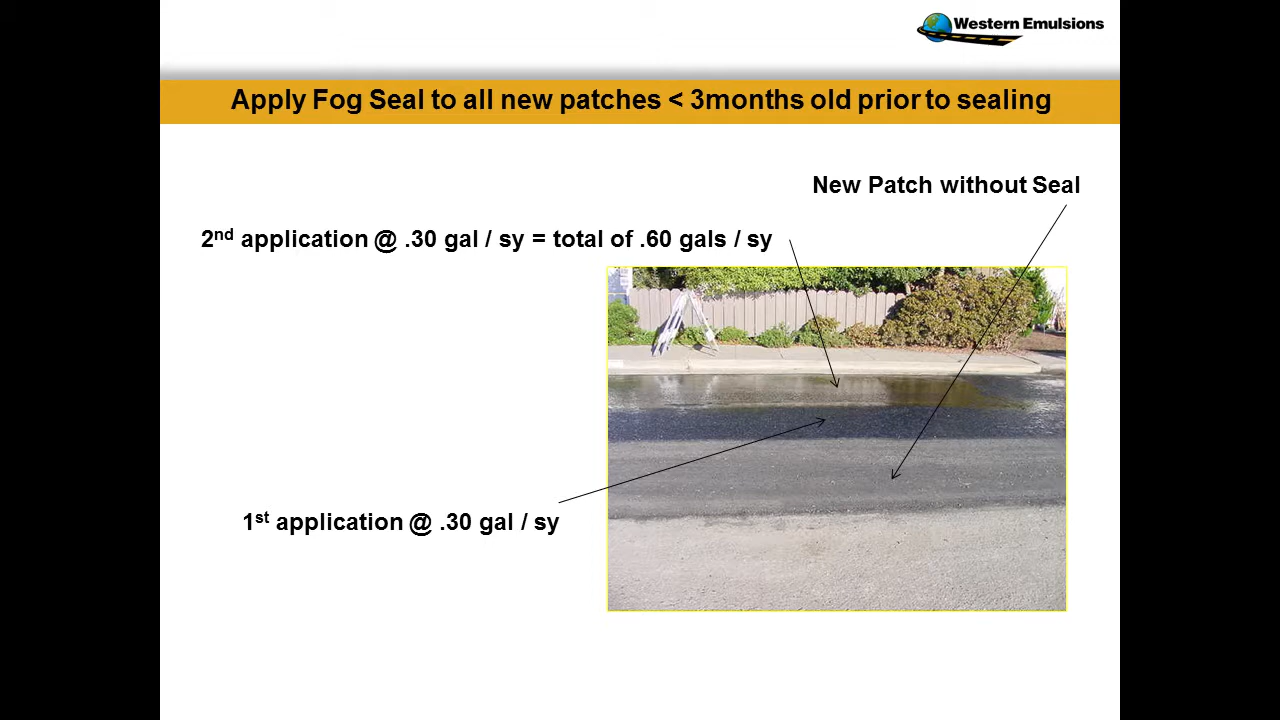 Western Emulsions
Apply Fog Seal to all new patches < 3months old prior to sealing
New Patch without Seal
2nd application @ .30 gal / sy = total of .60 gals / sy
1st application @ .30 gal / sy